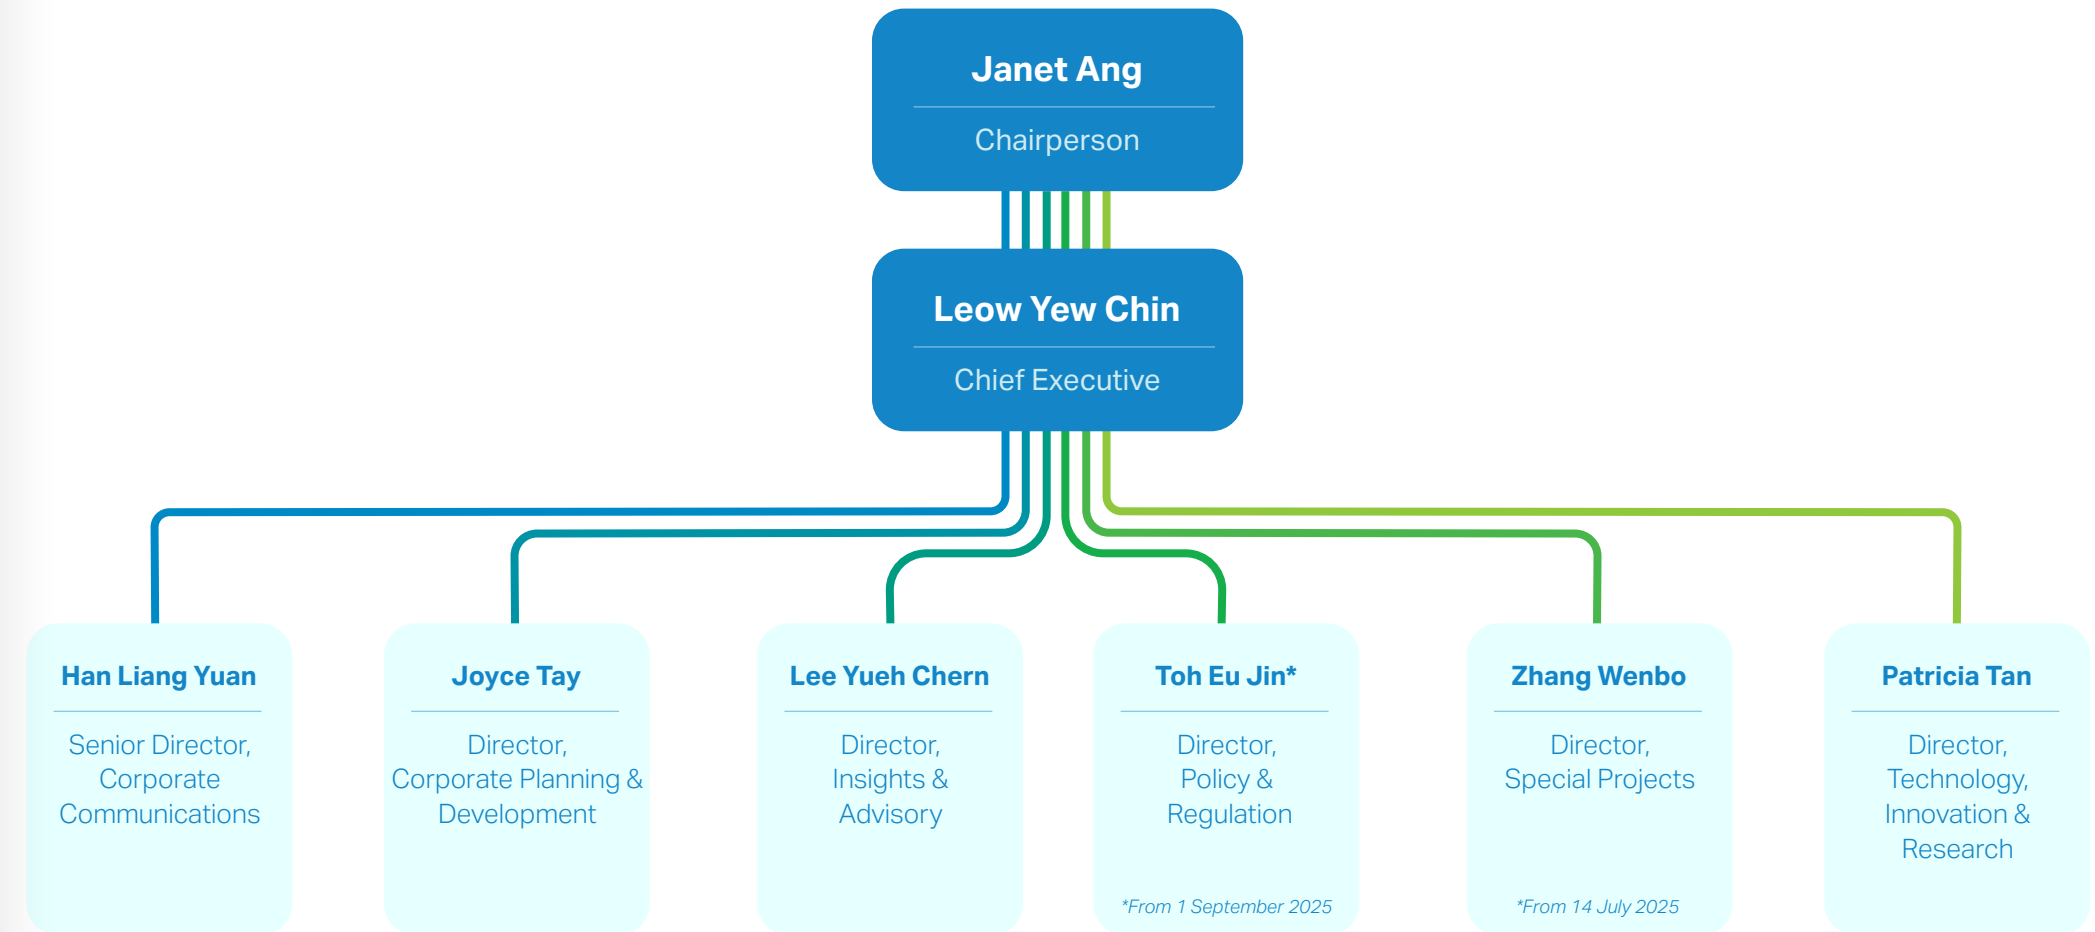 Janet Ang
Chairperson
Leow Yew Chin
Chief Executive
Han Liang Yuan
Senior Director,
Corporate
Communications
Joyce Tay
Director,
Corporate Planning &
Development
Lee Yueh Chern
Director,
Insights &
Advisory
Toh Eu Jin*
Director,
Policy &
Regulation
*From 1 September 2025
Zhang Wenbo
Director,
Special Projects
*From 14 July 2025
Patricia Tan
Director,
Technology,
Innovation &
Research